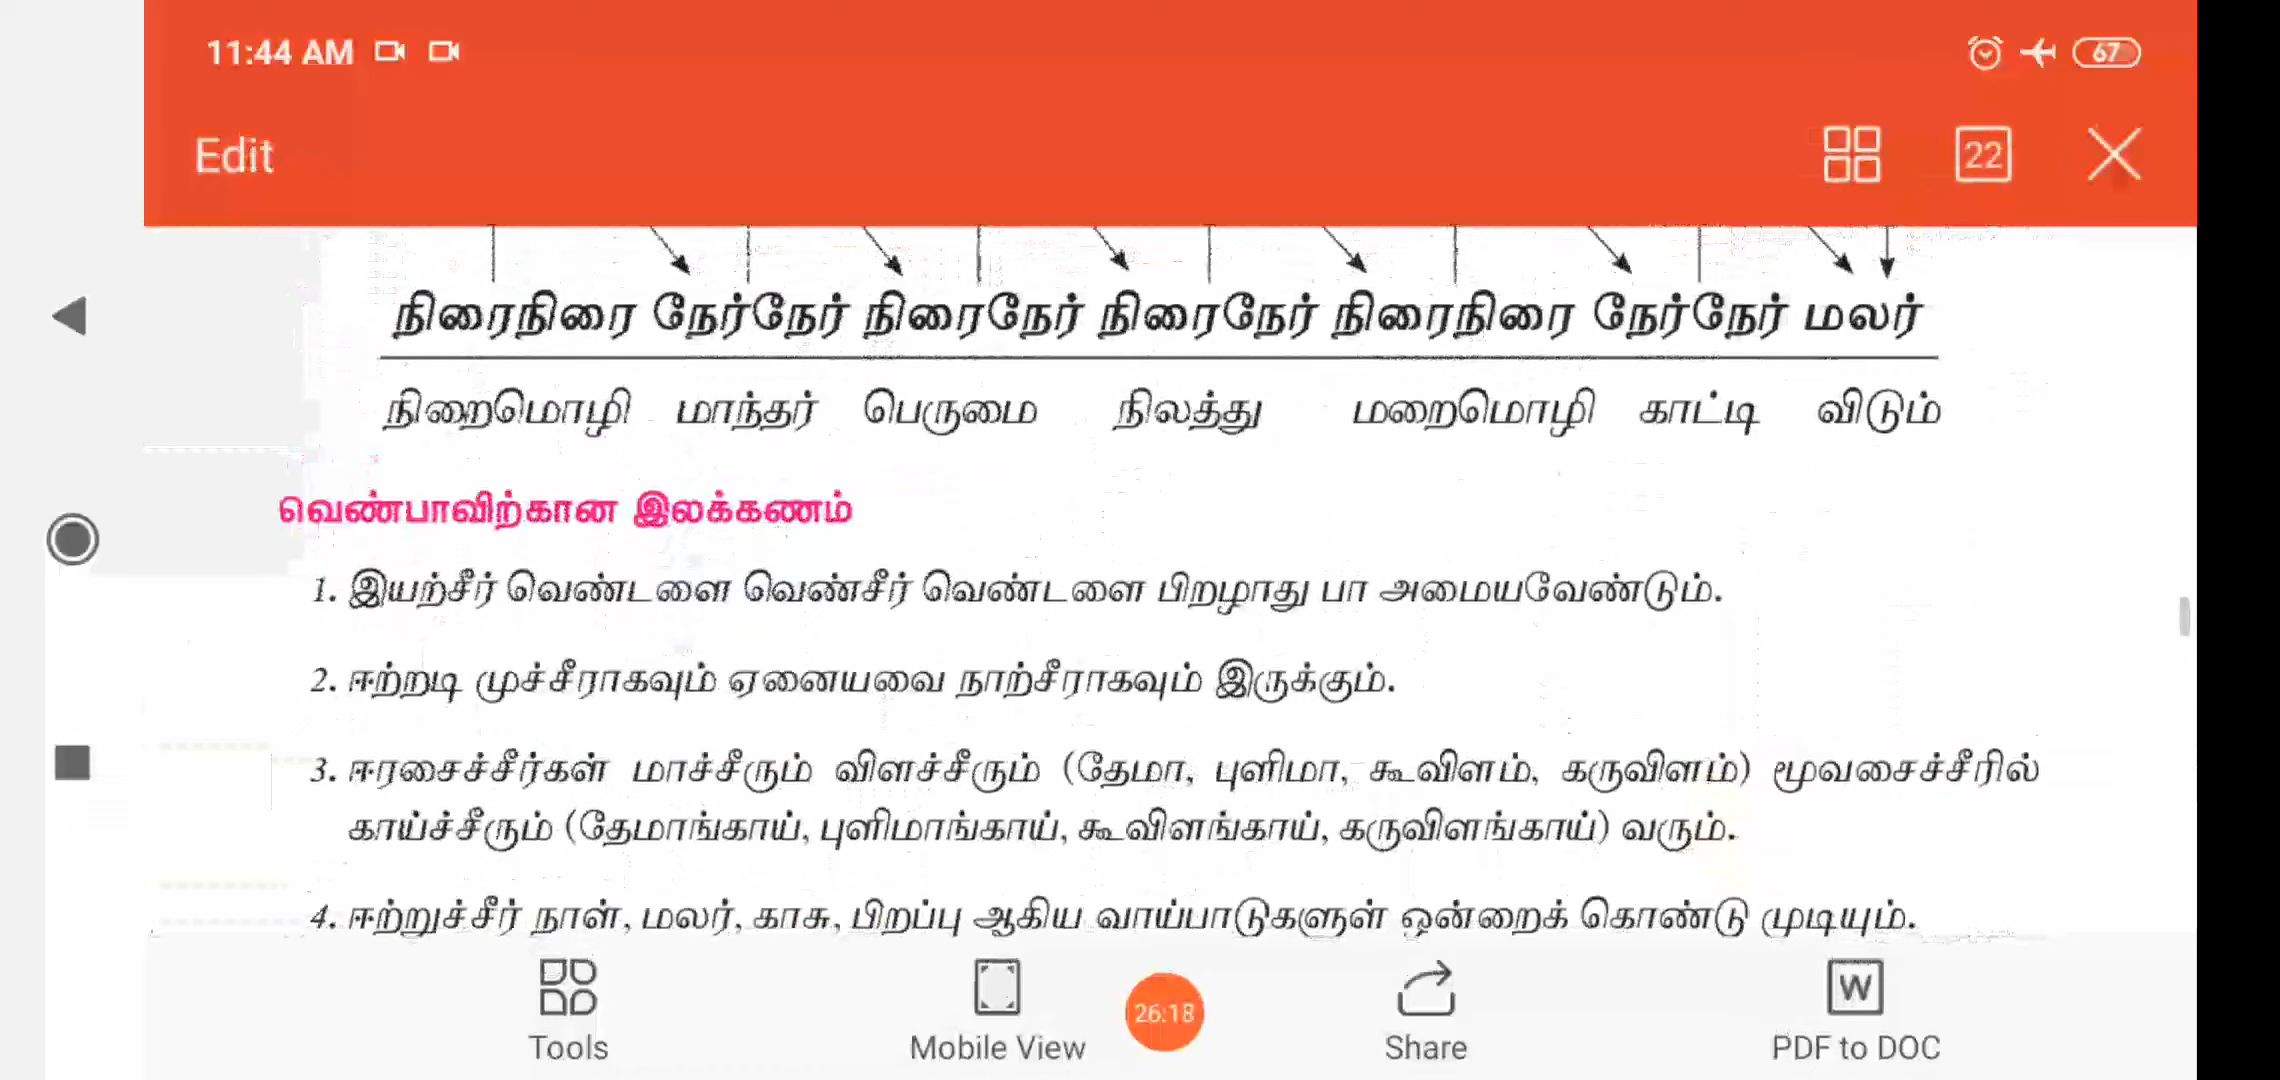 11:44 AM
67
Edit
22
நிரைநிரை நேர்நேர் நிரைநேர் நிரைநேர் நிரைநிரை நேர்நேர் மலர்
நிறைமொழி மாந்தர் பெருமை நிலத்து மறைமொழி காட்டி விடும்
வெண்பாவிற்கான இலக்கணம்
1. இயற்சீர் வெண்டளை வெண்சீர் வெண்டளை பிறழாது பா அமையவேண்டும்.
2. ஈற்றடி முச்சீராகவும் ஏனையவை நாற்சீராகவும் இருக்கும்.
3. ஈரசைச்சீர்கள் மாச்சீரும் விளச்சீரும் (தேமா, புளிமா, கூவிளம், கருவிளம்) மூவசைச்சீரில்
காய்ச்சீரும் (தேமாங்காய், புளிமாங்காய், கூவிளங்காய், கருவிளங்காய்) வரும்.
4. ஈற்றுச்சீர் நாள், மலர், காசு, பிறப்பு ஆகிய வாய்பாடுகளுள் ஒன்றைக் கொண்டு முடியும்.
26:18
W
Tools Mobile View Share PDF to DOC